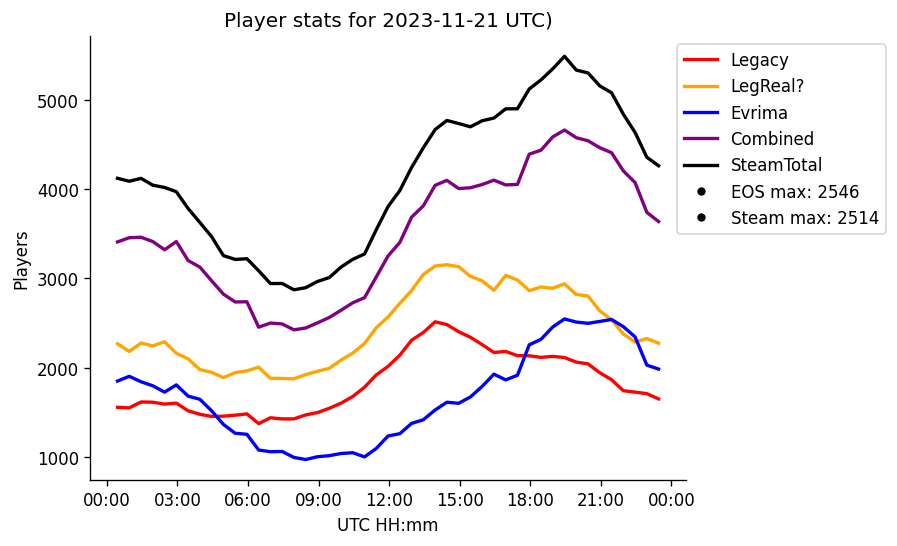 Player stats for 2023-11-21 UTC)
Legacy
LegReal?
Evrima
Combined
SteamTotal
EOS max: 2546
Steam max: 2514
Players
5000
4000
3000
2000
1000
00:00 03:00 06:00 09:00 12:00 15:00 18:00 21:00 00:00
UTC HH:mm